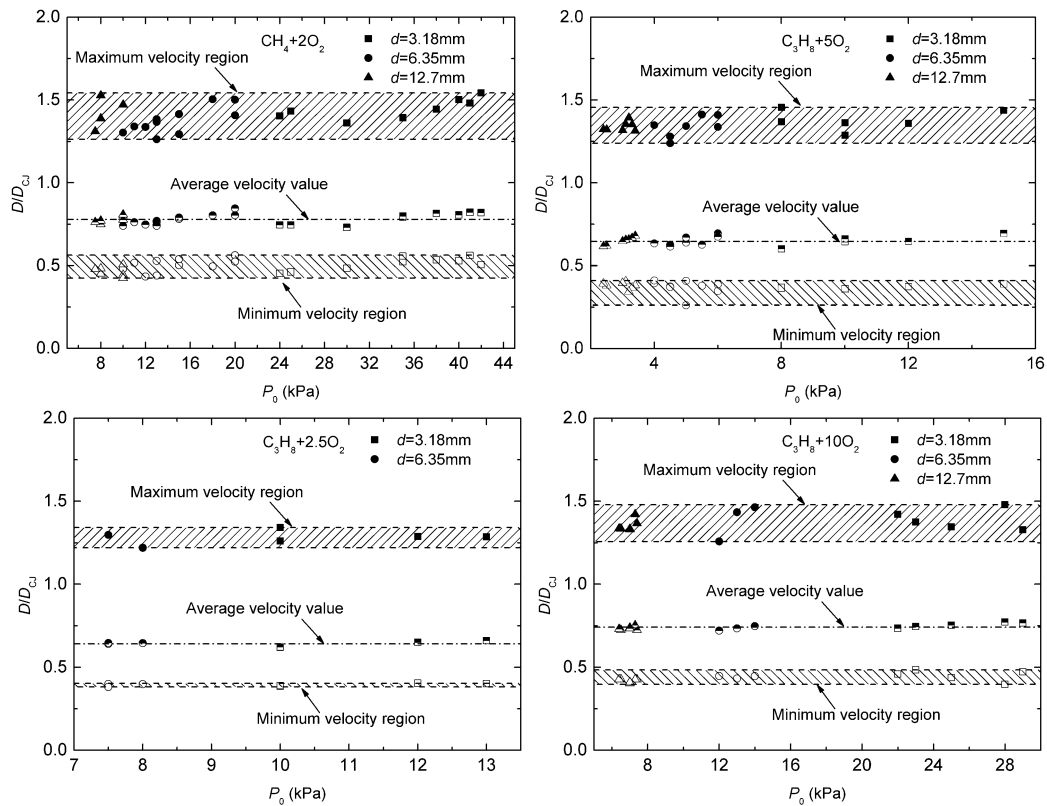 CH₄+2O₂
d=3.18mm
d=6.35mm
d=12.7mm
Maximum velocity region
Average velocity value
Minimum velocity region
2.0
1.5
1.0
0.5
0.0
D/D_CJ
8 12 16 20 24 28 32 36 40 44
P₀ (kPa)
C₃H₈+5O₂
d=3.18mm
d=6.35mm
d=12.7mm
Maximum velocity region
Average velocity value
Minimum velocity region
2.0
1.5
1.0
0.5
0.0
D/D_CJ
4 8 12 16
P₀ (kPa)
C₃H₈+2.5O₂
d=3.18mm
d=6.35mm
Maximum velocity region
Average velocity value
Minimum velocity region
2.0
1.5
1.0
0.5
0.0
D/D_CJ
7 8 9 10 11 12 13
P₀ (kPa)
C₃H₈+10O₂
d=3.18mm
d=6.35mm
d=12.7mm
Maximum velocity region
Average velocity value
Minimum velocity region
2.0
1.5
1.0
0.5
0.0
D/D_CJ
8 12 16 20 24 28
P₀ (kPa)